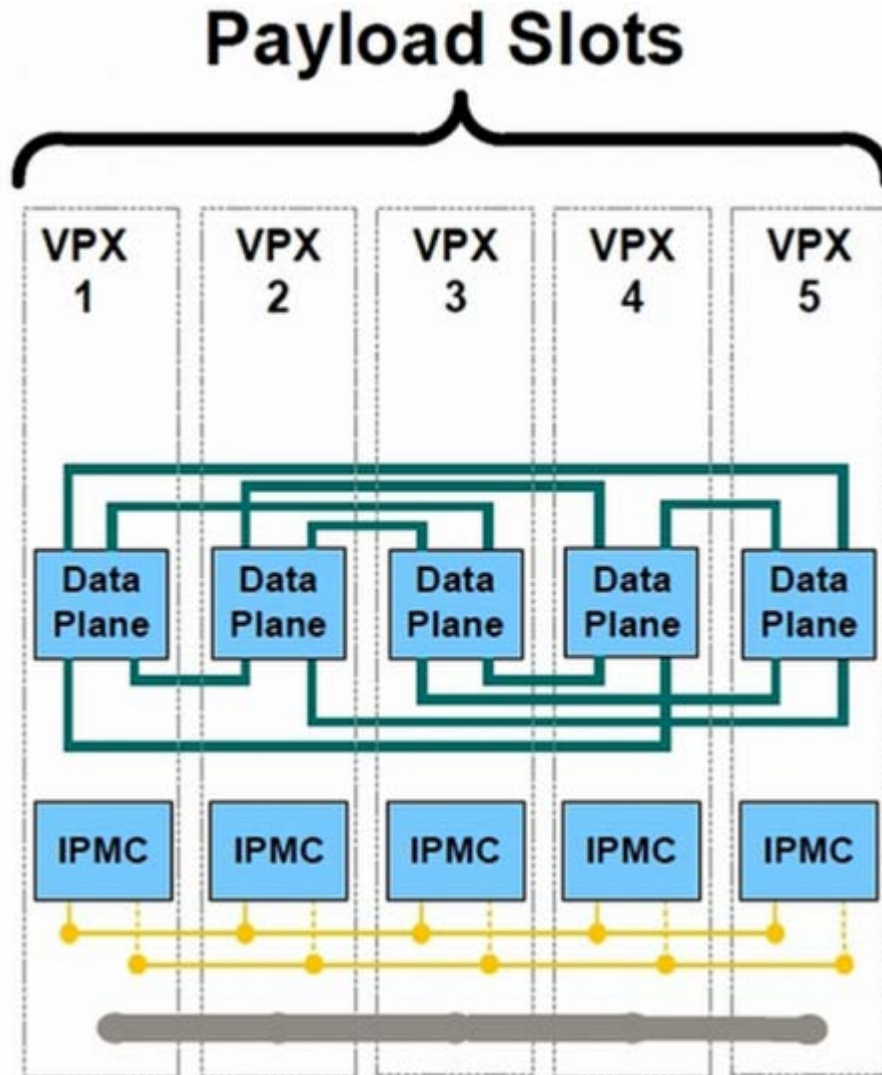 Payload Slots
VPX VPX VPX VPX VPX
1 2 3 4 5
Data Data Data Data Data
Plane Plane Plane Plane Plane
IPMC IPMC IPMC IPMC IPMC